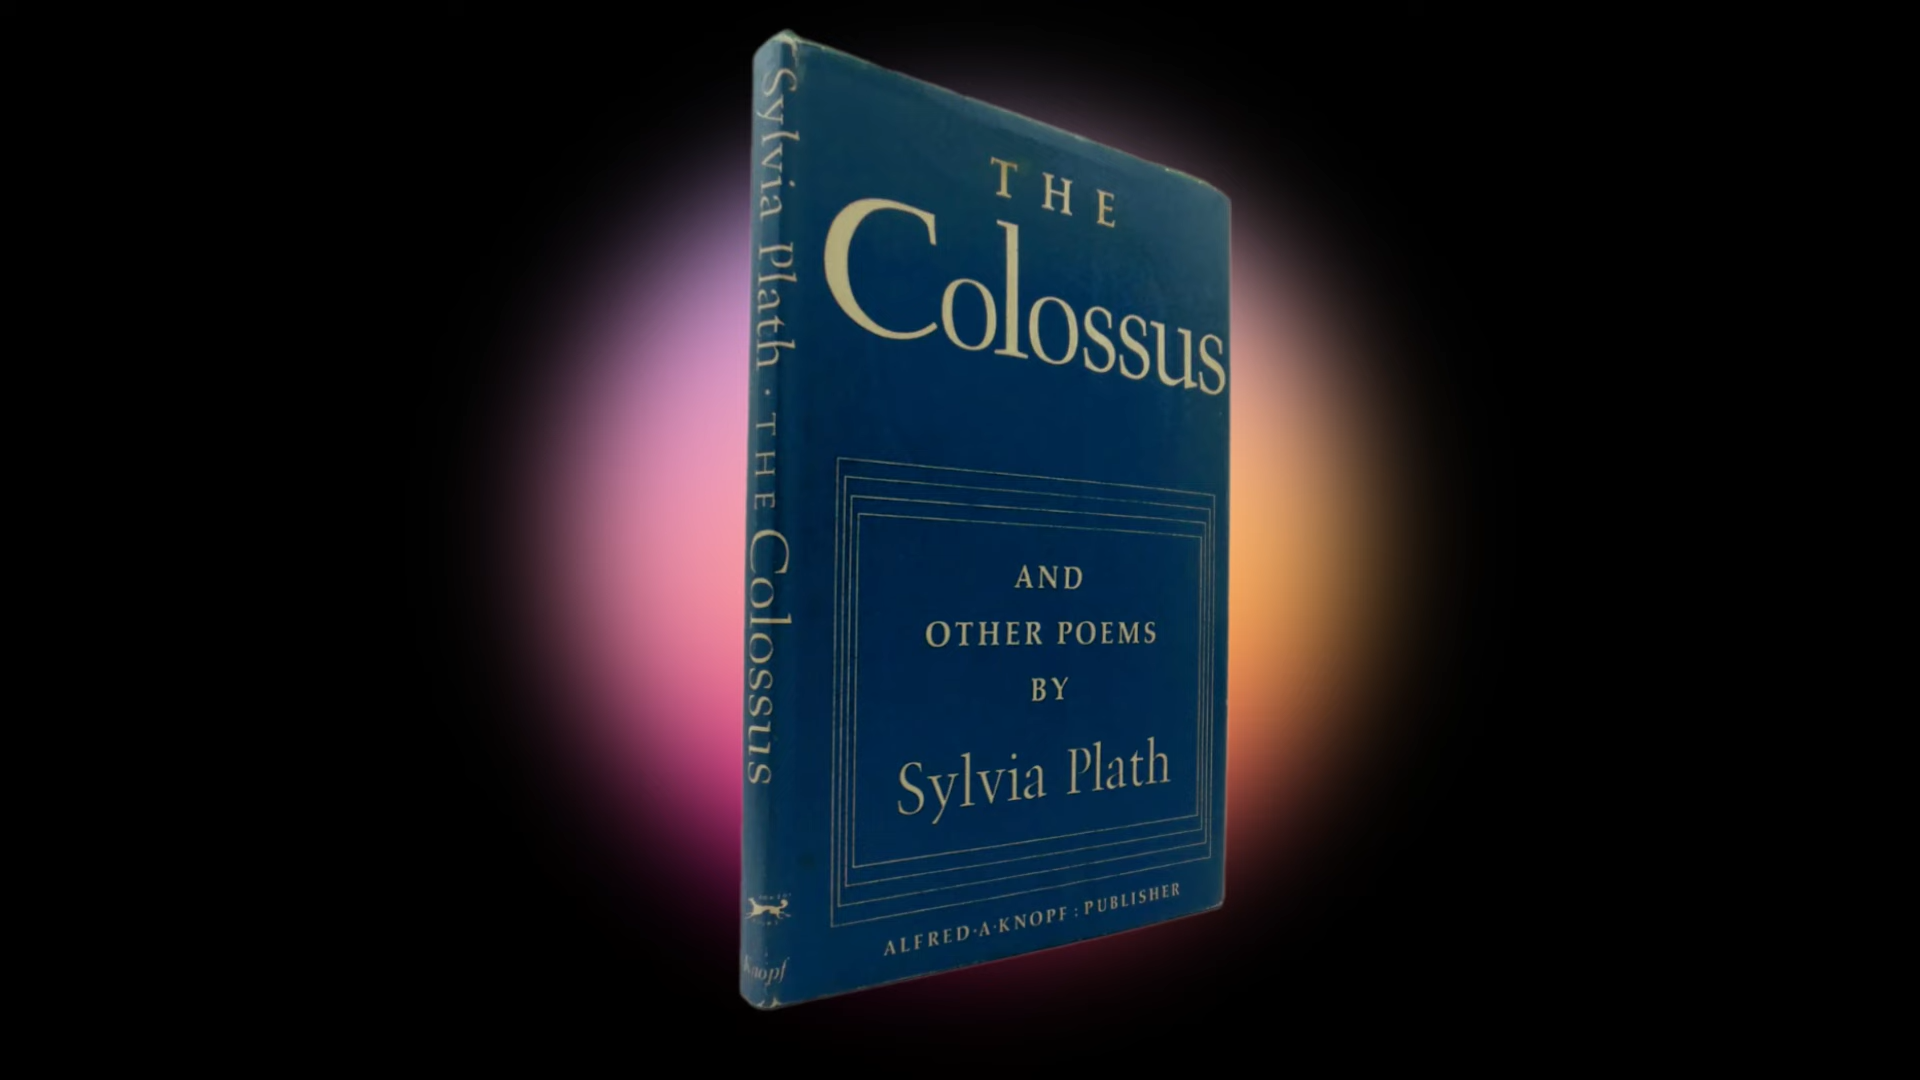 Sylvia Plath · THE Colossus
Knopf
THE
Colossus
AND
OTHER POEMS
BY
Sylvia Plath
ALFRED·A·KNOPF : PUBLISHER